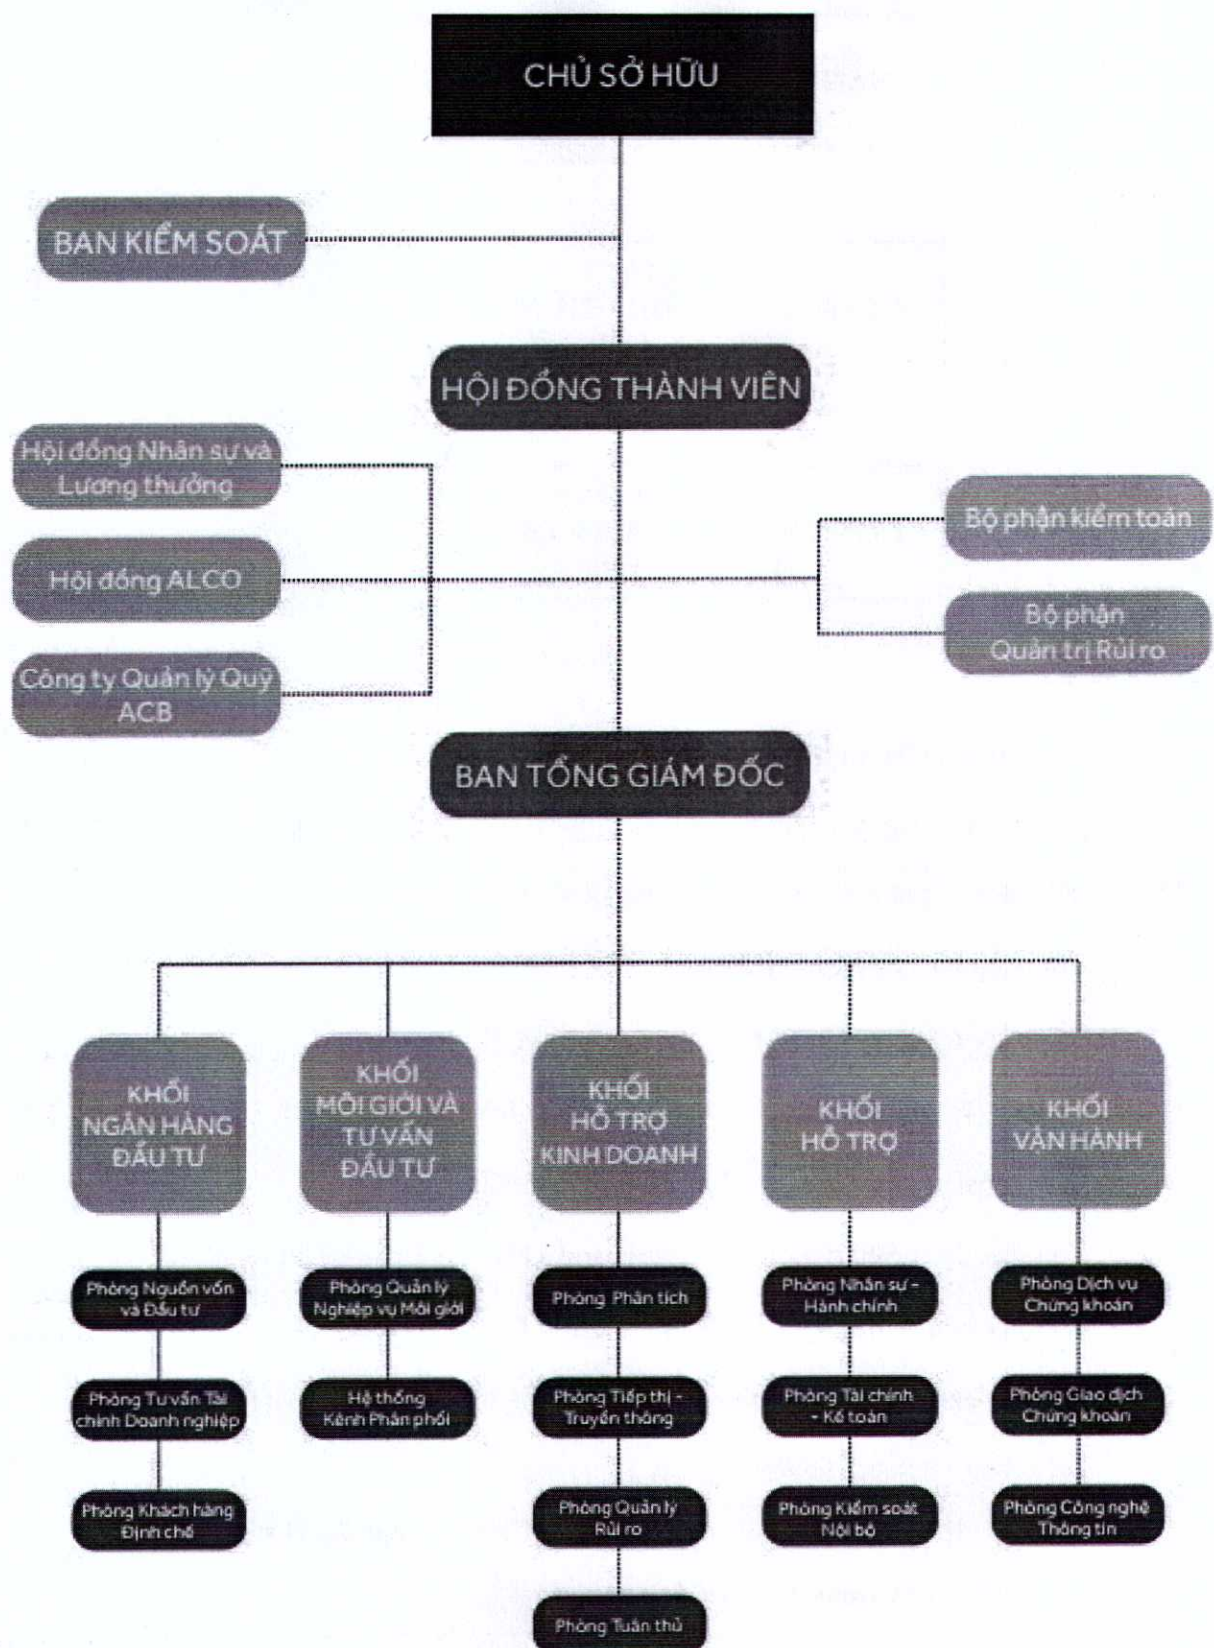 CHỦ SỞ HỮU
BAN KIỂM SOÁT
HỘI ĐỒNG THÀNH VIÊN
Hội đồng Nhân sự và
Lương thưởng
Hội đồng ALCO
Công ty Quản lý Quỹ
ACB
Bộ phận kiểm toán
Bộ phận
Quản trị Rủi ro
BAN TỔNG GIÁM ĐỐC
KHỐI
NGÂN HÀNG
ĐẦU TƯ
KHỐI
MÔI GIỚI VÀ
TƯ VẤN
ĐẦU TƯ
KHỐI
HỖ TRỢ
KINH DOANH
KHỐI
HỖ TRỢ
KHỐI
VẬN HÀNH
Phòng Nguồn vốn
và Đầu tư
Phòng Tư vấn Tài
chính Doanh nghiệp
Phòng Khách hàng
Định chế
Phòng Quản lý
Nghiệp vụ Môi giới
Hệ thống
Kênh Phân phối
Phòng Phân tích
Phòng Tiếp thị -
Truyền thông
Phòng Quản lý
Rủi ro
Phòng Tuân thủ
Phòng Nhân sự -
Hành chính
Phòng Tài chính
- Kế toán
Phòng Kiểm soát
Nội bộ
Phòng Dịch vụ
Chứng khoán
Phòng Giao dịch
Chứng khoán
Phòng Công nghệ
Thông tin